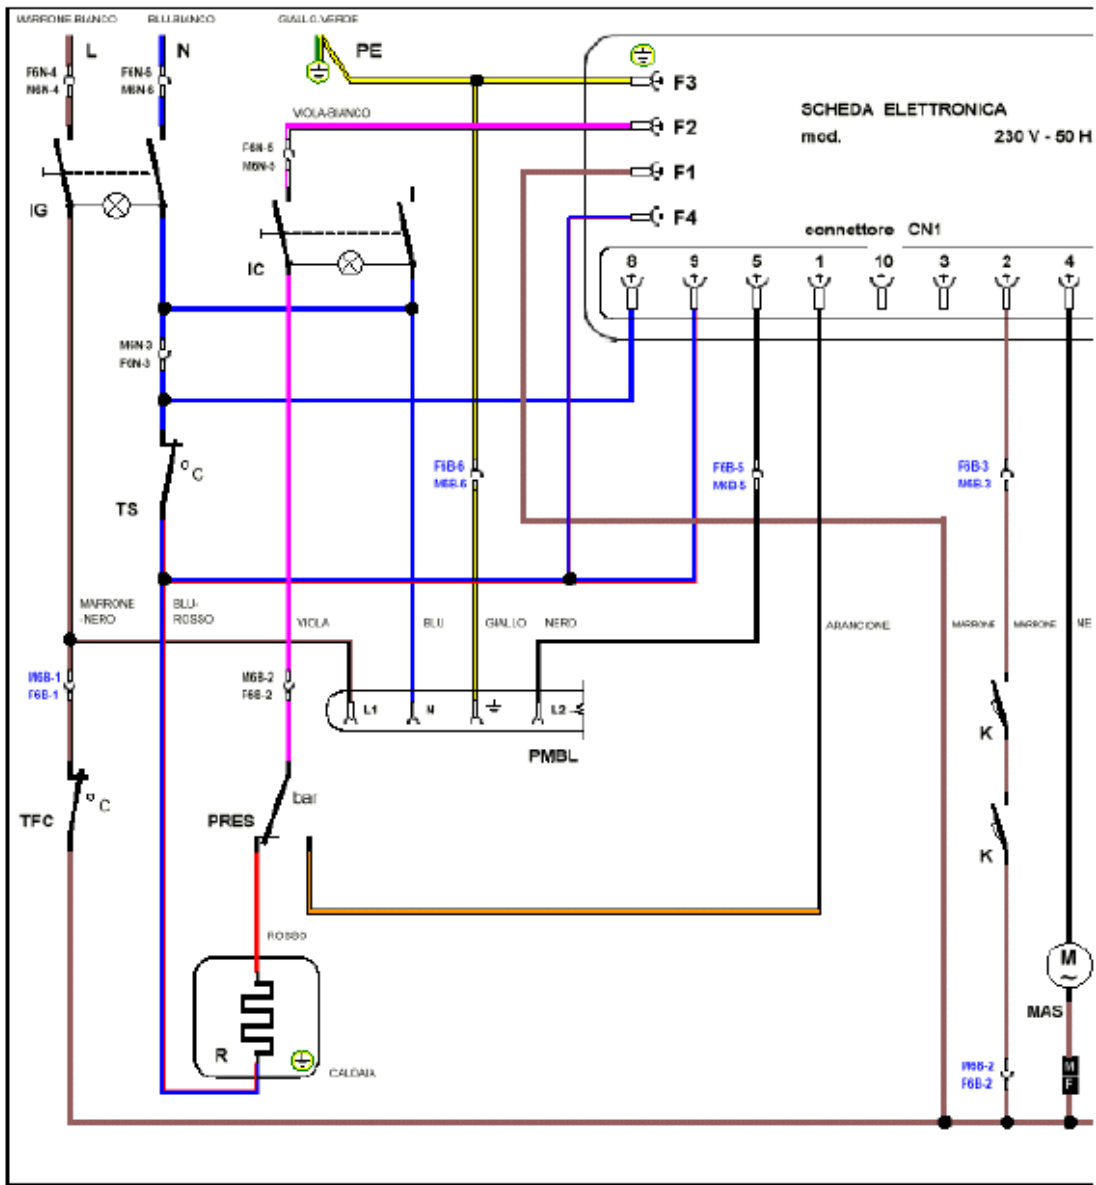 MARRONE-BIANCO BLU-BIANCO GIALLO-VERDE
L N PE
F6N-4 F6N-6
M6N-4 M6N-6
F3
VIOLA-BIANCO
F2
SCHEDA ELETTRONICA
mod. 230 V - 50 H
F6N-5
M6N-5
F1
IG
F4
connettore CN1
IC
8 9 5 1 10 3 2 4
M6N-3
F6N-3
°C
TS
F6B-6 F6B-5 F6B-3
M6B-6 M6B-5 M6B-3
MARRONE BLU-
-NERO ROSSO
VIOLA BLU GIALLO NERO ARANCIONE MARRONE MARRONE NE
M6B-1 M6B-2
F6B-1 F6B-2
L1 N L2
K
PMBL
bar
°C
TFC PRES
K
ROSSO
M
~
MAS
R
CALDAIA
M6B-2 M
F6B-2 F